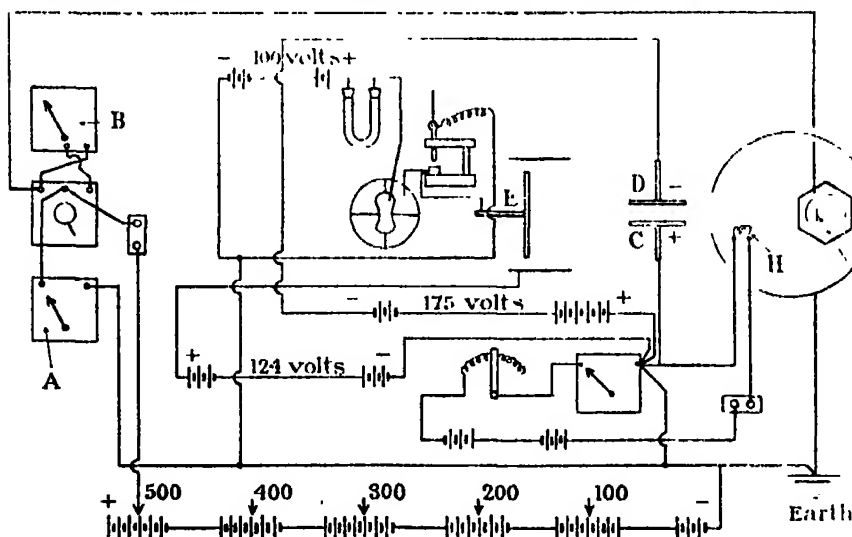 - 100 volts +
B
E
D -
C +
H
- 175 volts +
+ 124 volts -
A
+ 500 400 300 200 100 -
Earth